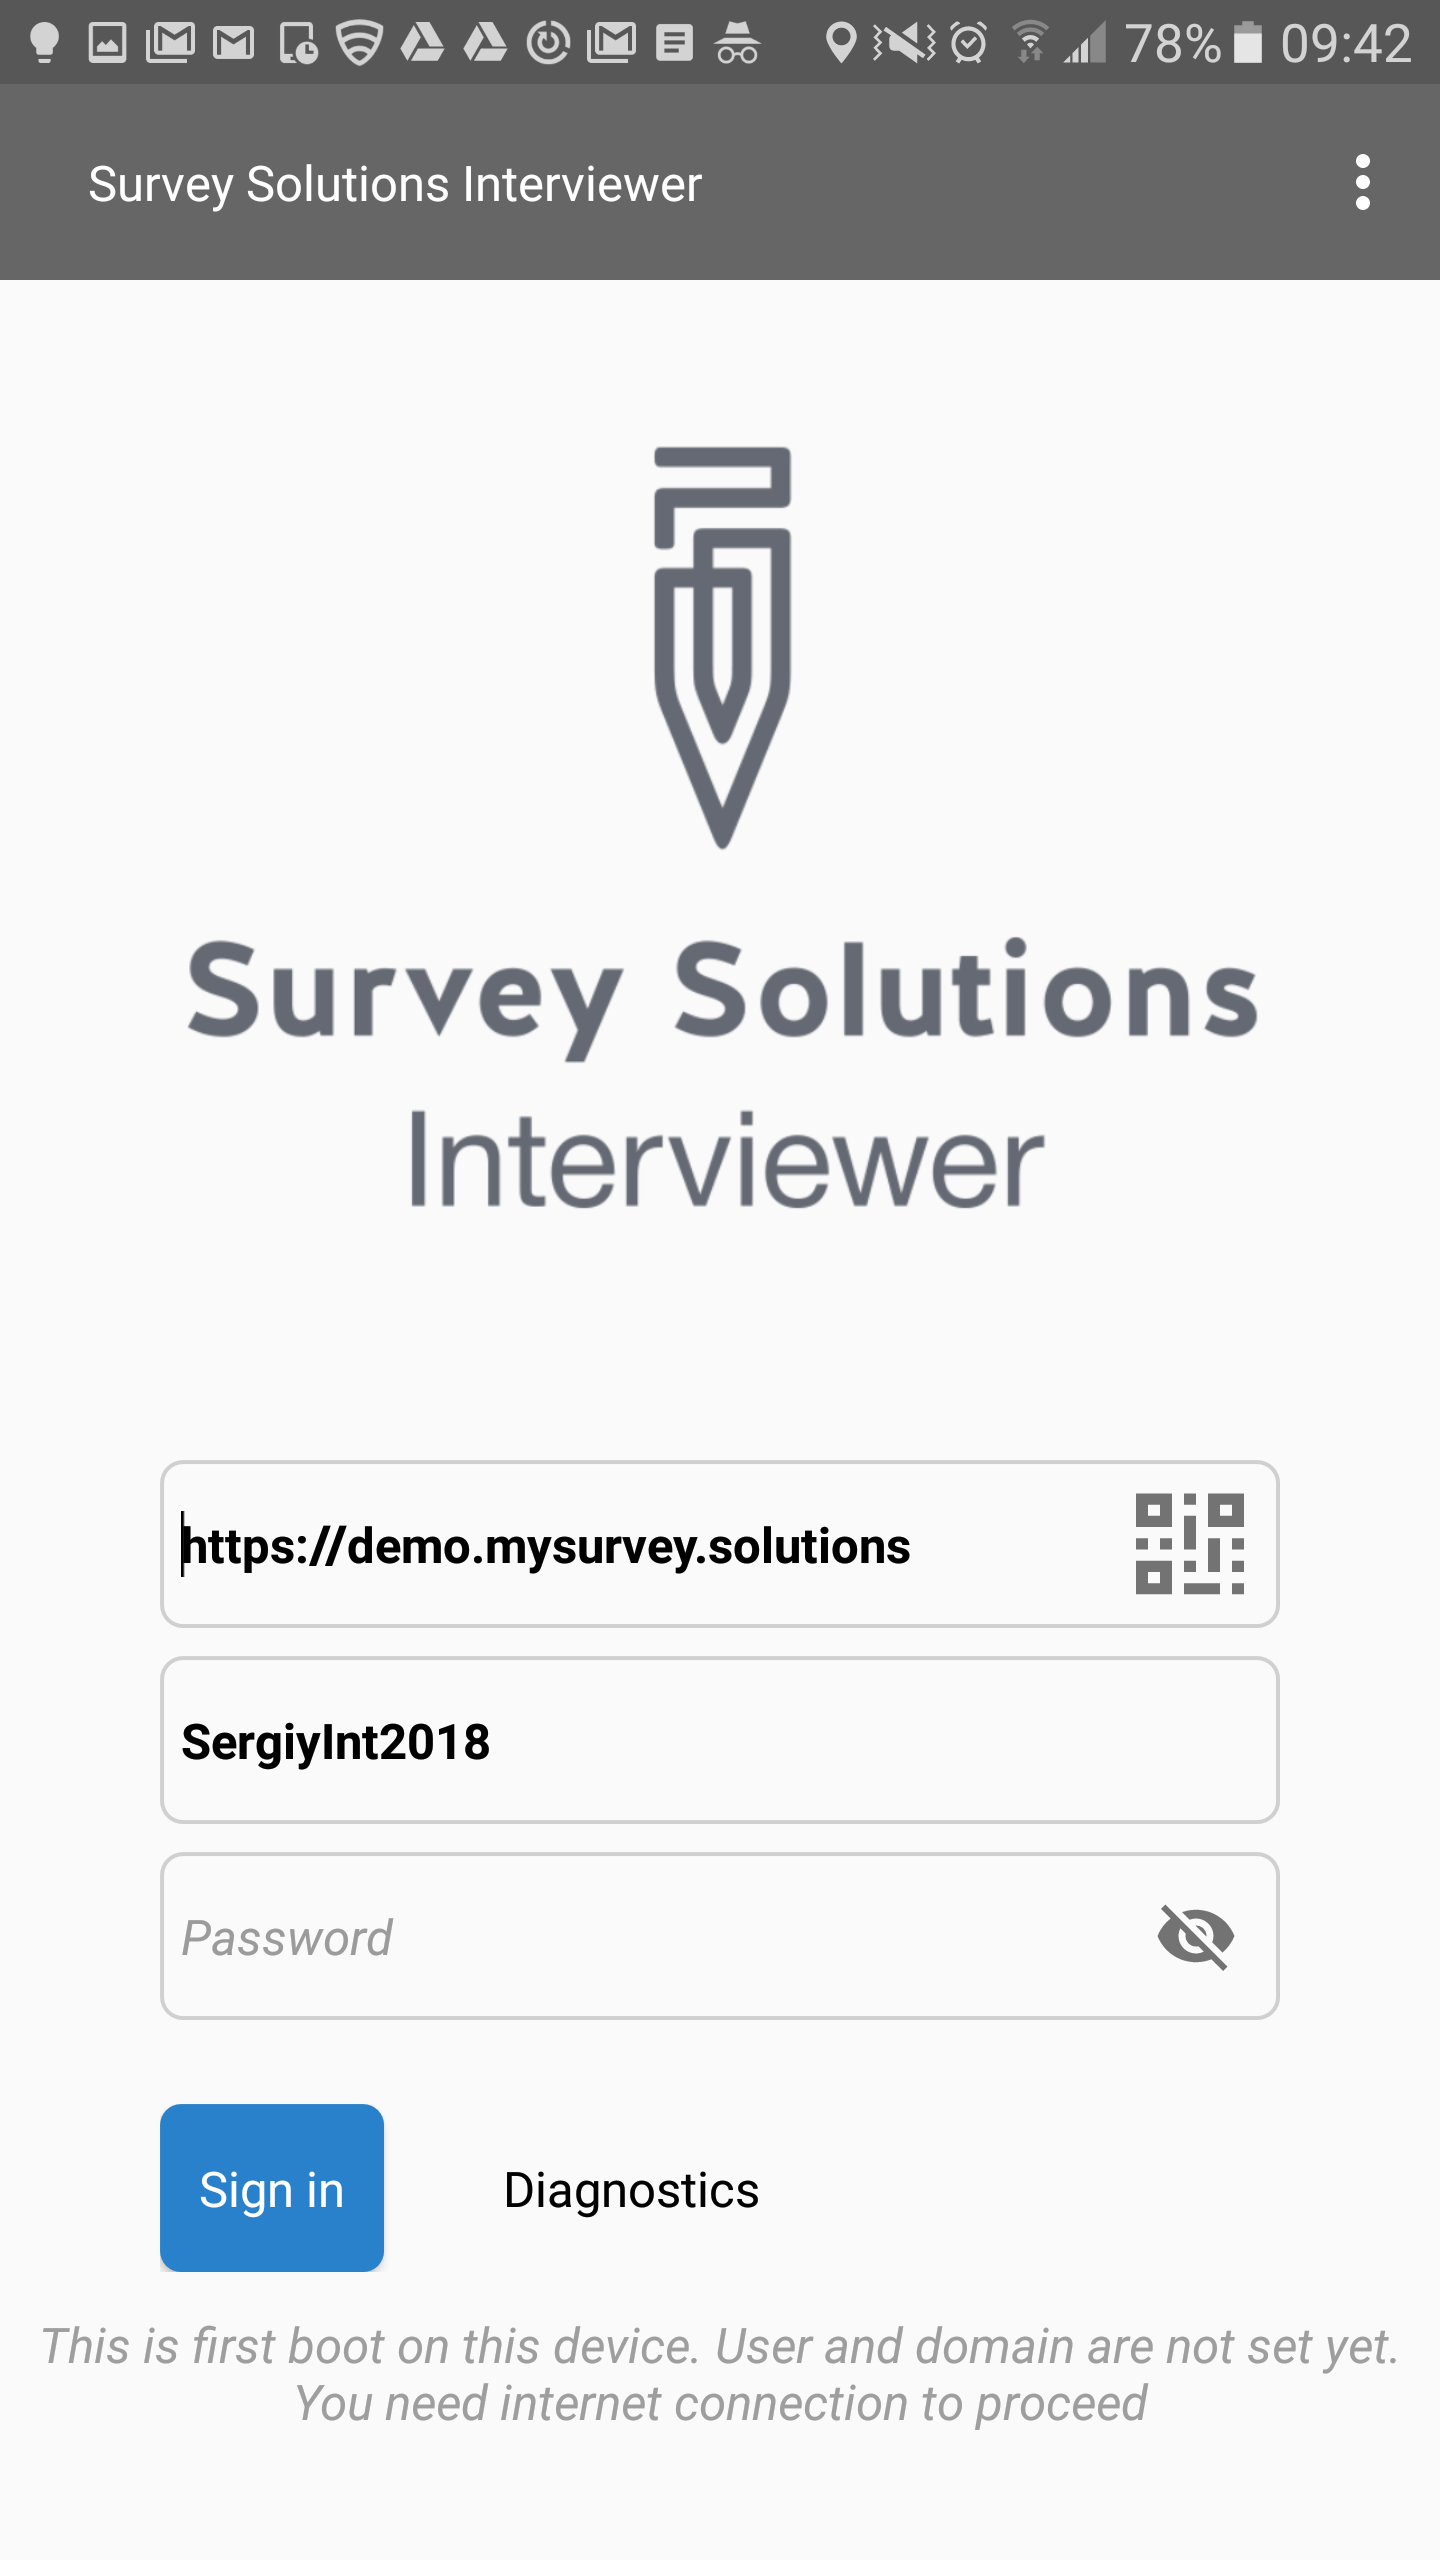 78% 09:42
Survey Solutions Interviewer
Survey Solutions
Interviewer
https://demo.mysurvey.solutions
SergiyInt2018
Password
Sign in
Diagnostics
This is first boot on this device. User and domain are not set yet.
You need internet connection to proceed